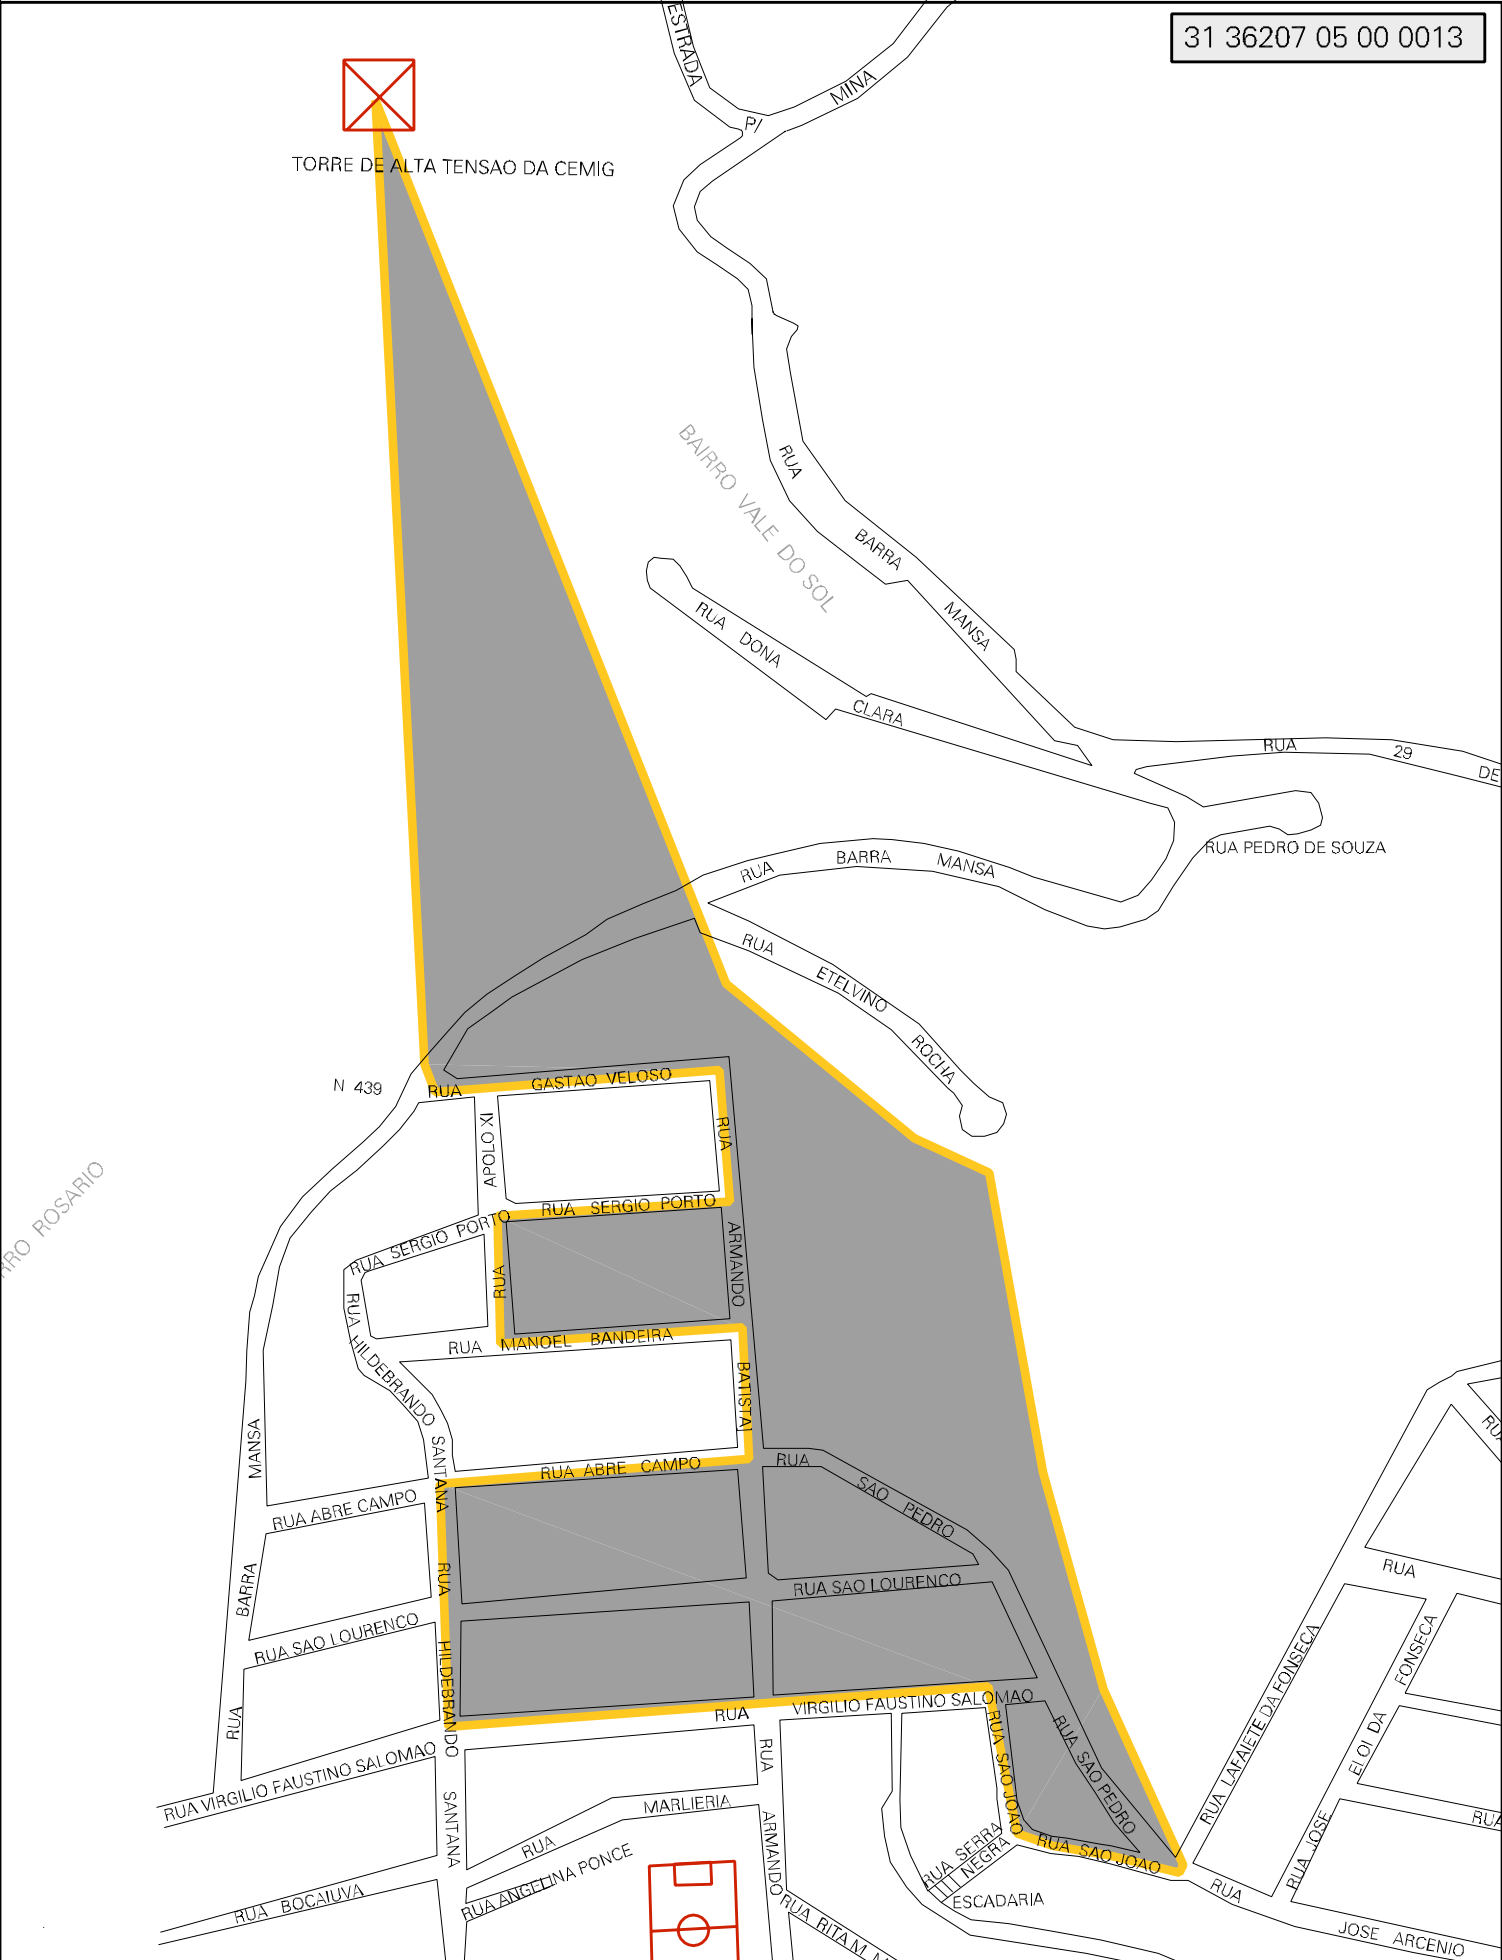 31 36207 05 00 0013
ESTRADA
P/
MINA
TORRE DE ALTA TENSAO DA CEMIG
BAIRRO VALE DO SOL
RUA
BARRA
MANSA
RUA DONA
CLARA
RUA 29 DE
RUA PEDRO DE SOUZA
RUA BARRA MANSA
RUA ETELVINO ROCHA
N 439
RUA GASTAO VELOSO
APOLO XI
RUA
RUA SERGIO PORTO
RUA SERGIO PORTO
ARMANDO
RUA
RUA HILDEBRANDO SANTANA
RUA MANOEL BANDEIRA
BATISTA
RRO ROSARIO
MANSA
RUA ABRE CAMPO
RUA ABRE CAMPO
RUA SAO PEDRO
RUA
BARRA
RUA SAO LOURENCO
RUA SAO LOURENCO
HILDEBRANDO
RUA
RUA VIRGILIO FAUSTINO SALOMAO
RUA VIRGILIO FAUSTINO SALOMAO
RUA SAO JOAO
RUA SAO PEDRO
RUA SAO JOAO
RUA
ARMANDO
SANTANA
RUA MARLIERIA
RUA ANGELINA PONCE
RUA BOCAIUVA
RUA SERRA
NEGRA
ESCADARIA
RUA RITA M.
RUA
RUA
RUA LAFAIETE DA FONSECA
RUA JOSE ELOI DA FONSECA
RUA
RUA JOSE ARCENIO